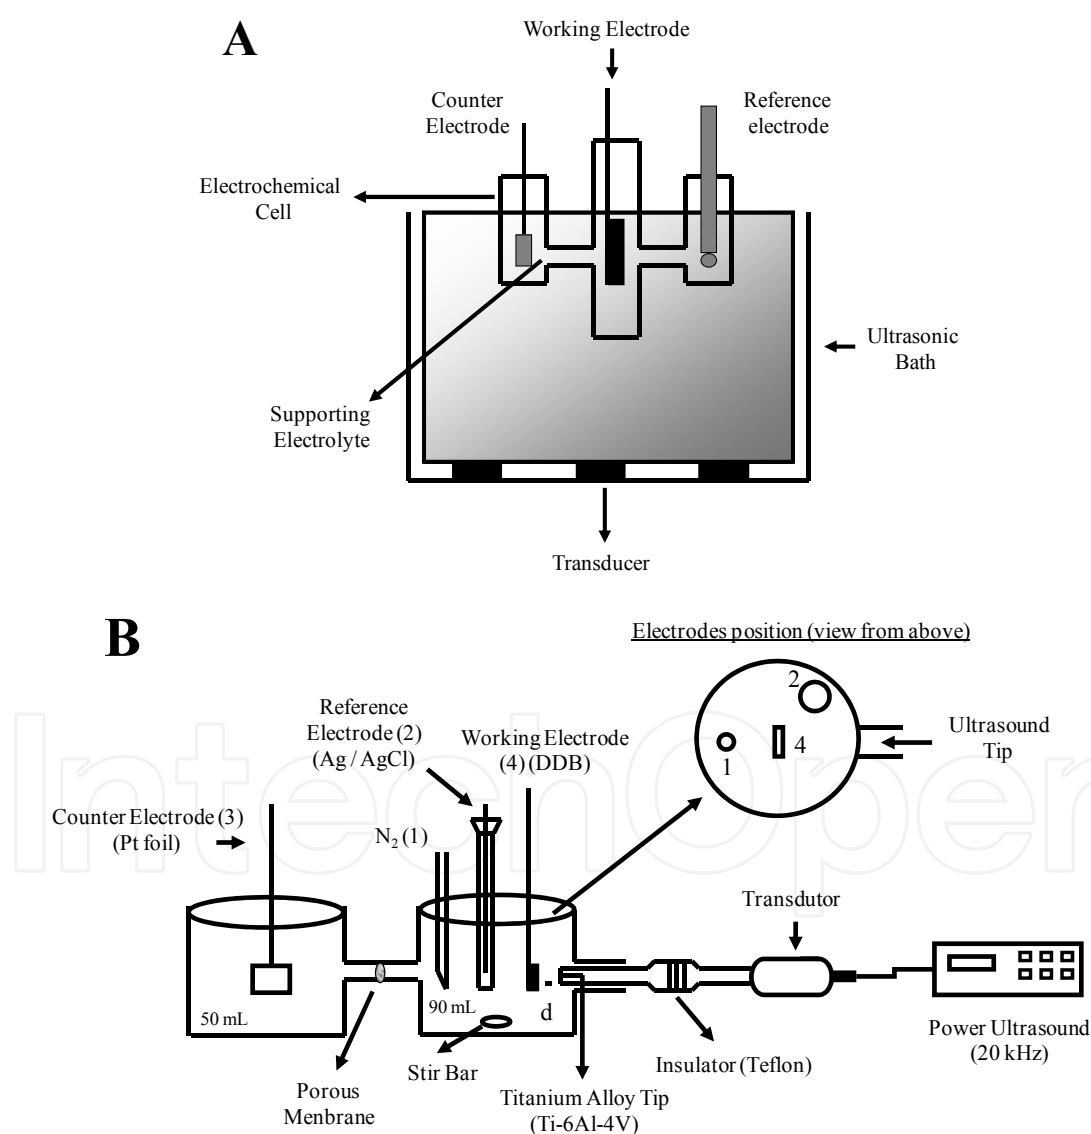 A
Working Electrode
Counter
Electrode
Reference
electrode
Electrochemical
Cell
Ultrasonic
Bath
Supporting
Electrolyte
Transducer
B
Electrodes position (view from above)
2
4
1
Ultrasound
Tip
Reference
Electrode (2)
(Ag / AgCl)
Working Electrode
(4) (DDB)
Counter Electrode (3)
(Pt foil)
N₂ (1)
Transdutor
50 mL
90 mL
d
Power Ultrasound
(20 kHz)
Insulator (Teflon)
Stir Bar
Porous
Menbrane
Titanium Alloy Tip
(Ti-6Al-4V)
IntechOpen